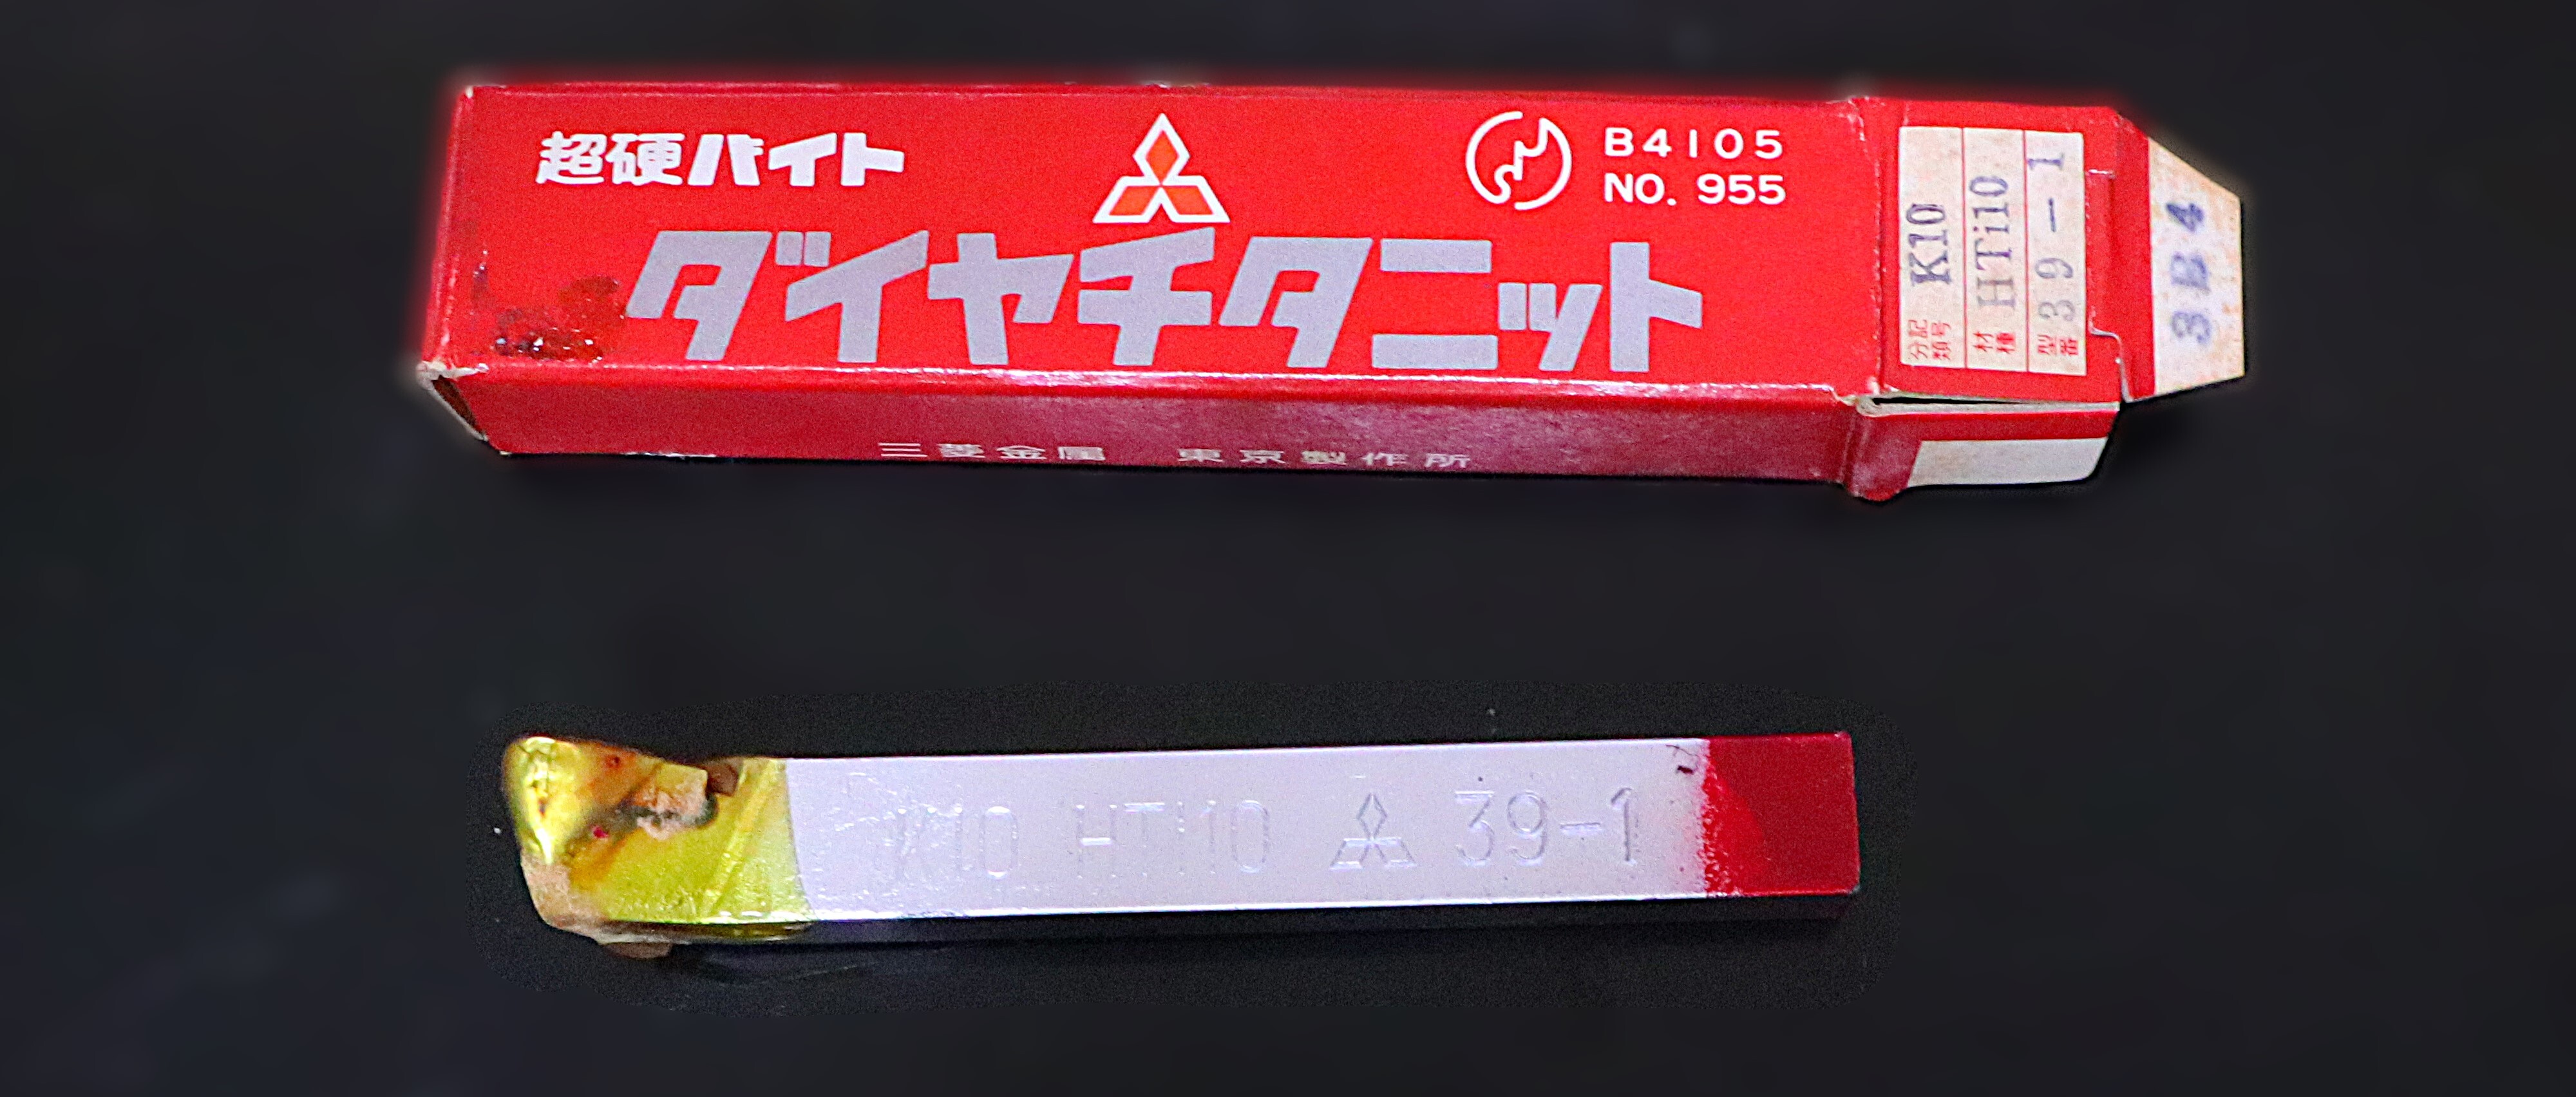 超硬バイト
B4105
NO. 955
ダイヤチタニット
三菱金属 東京製作所
分類記号 K10
材種 HTi10
型番 39-1
3B4
K10 HTi10 39-1